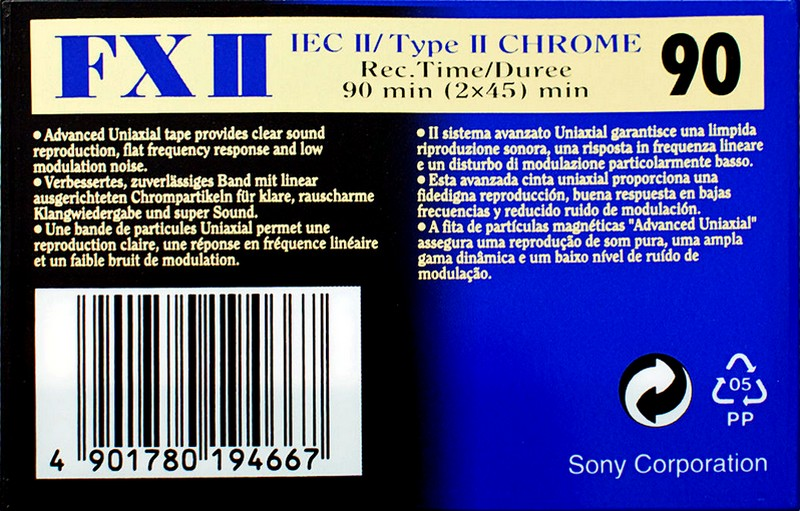 FX II
IEC II/Type II CHROME
Rec.Time/Duree
90 min (2×45) min
90
● Advanced Uniaxial tape provides clear sound
reproduction, flat frequency response and low
modulation noise.
● Verbessertes, zuverlässiges Band mit linear
ausgerichteten Chrompartikeln für klare, rauscharme
Klangwiedergabe und super Sound.
● Une bande de particules Uniaxial permet une
reproduction claire, une réponse en fréquence linéaire
et un faible bruit de modulation.
● Il sistema avanzato Uniaxial garantisce una limpida
riproduzione sonora, una risposta in frequenza lineare
e un disturbo di modulazione particolarmente basso.
● Esta avanzada cinta uniaxial proporciona una
fidedigna reproducción, buena respuesta en bajas
frecuencias y reducido ruido de modulación.
● A fita de partículas magnéticas "Advanced Uniaxial"
assegura uma reprodução de som pura, uma ampla
gama dinâmica e um baixo nível de ruído de
modulação.
4 901780 194667
05
PP
Sony Corporation